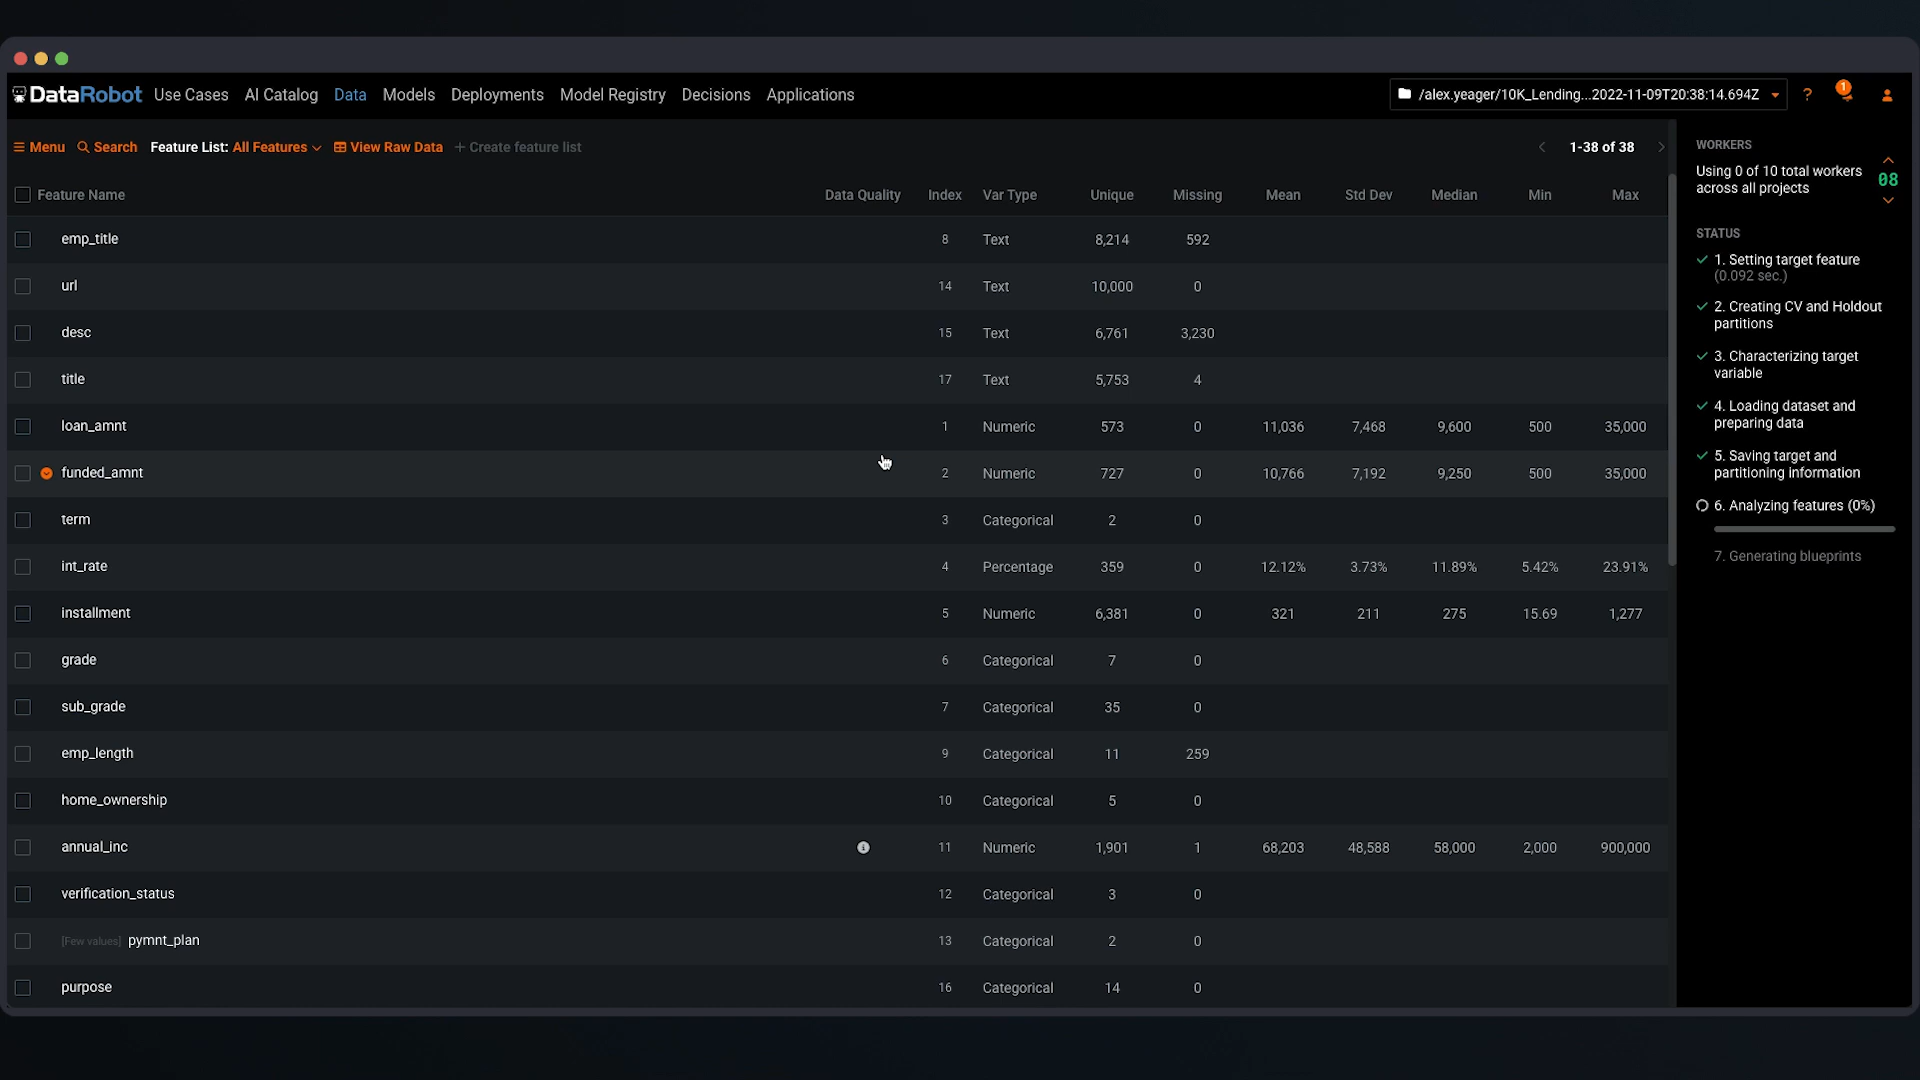 DataRobot Use Cases AI Catalog Data Models Deployments Model Registry Decisions Applications /alex.yeager/10K_Lending...2022-11-09T20:38:14.694Z ? 1
Menu Search Feature List: All Features View Raw Data + Create feature list 1-38 of 38
Feature Name Data Quality Index Var Type Unique Missing Mean Std Dev Median Min Max
emp_title 8 Text 8,214 592
url 14 Text 10,000 0
desc 15 Text 6,761 3,230
title 17 Text 5,753 4
loan_amnt 1 Numeric 573 0 11,036 7,468 9,600 500 35,000
funded_amnt 2 Numeric 727 0 10,766 7,192 9,250 500 35,000
term 3 Categorical 2 0
int_rate 4 Percentage 359 0 12.12% 3.73% 11.89% 5.42% 23.91%
installment 5 Numeric 6,381 0 321 211 275 15.69 1,277
grade 6 Categorical 7 0
sub_grade 7 Categorical 35 0
emp_length 9 Categorical 11 259
home_ownership 10 Categorical 5 0
annual_inc 11 Numeric 1,901 1 68,203 48,588 58,000 2,000 900,000
verification_status 12 Categorical 3 0
[Few values] pymnt_plan 13 Categorical 2 0
purpose 16 Categorical 14 0
WORKERS
Using 0 of 10 total workers
across all projects
08
STATUS
1. Setting target feature
(0.092 sec.)
2. Creating CV and Holdout
partitions
3. Characterizing target
variable
4. Loading dataset and
preparing data
5. Saving target and
partitioning information
6. Analyzing features (0%)
7. Generating blueprints